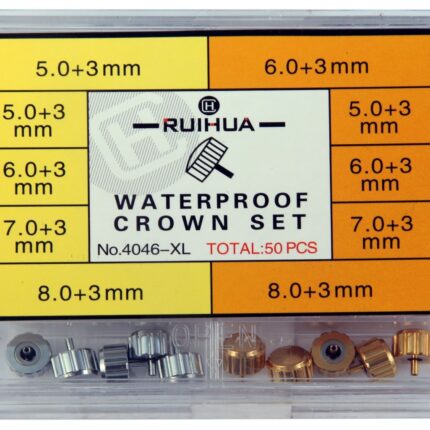 5.0+3mm
6.0+3mm
5.0+3
mm
RUIHUA
5.0+3
mm
6.0+3
mm
WATERPROOF
CROWN SET
6.0+3
mm
7.0+3
mm
No.4046-XL TOTAL:50 PCS
7.0+3
mm
8.0+3mm
8.0+3mm
OPEN